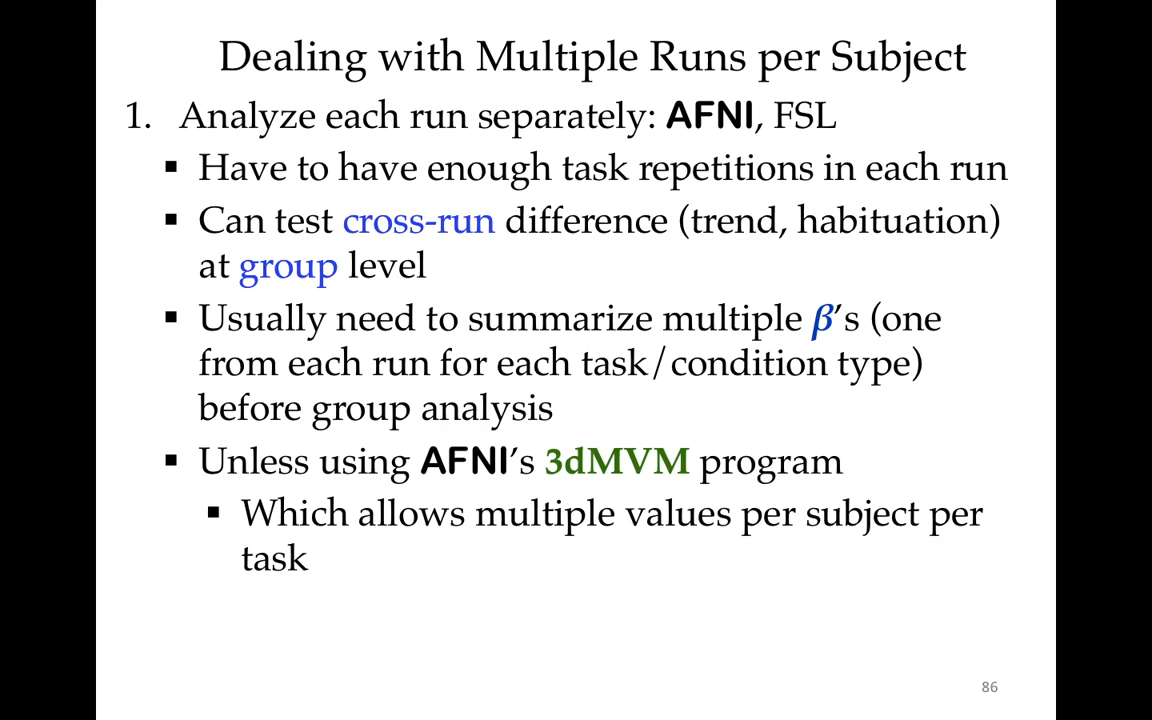 Dealing with Multiple Runs per Subject
1. Analyze each run separately: AFNI, FSL
▪ Have to have enough task repetitions in each run
▪ Can test cross-run difference (trend, habituation)
at group level
▪ Usually need to summarize multiple β's (one
from each run for each task/condition type)
before group analysis
▪ Unless using AFNI's 3dMVM program
▪ Which allows multiple values per subject per
task
86